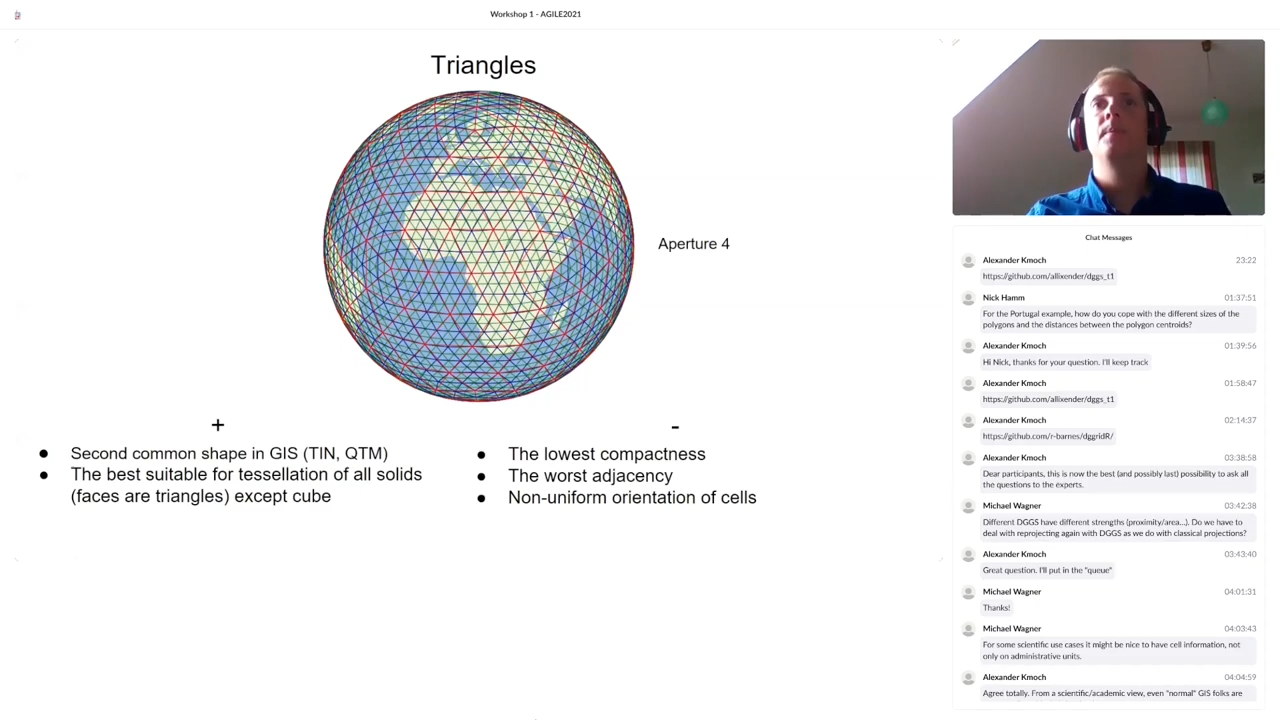 Workshop 1 - AGILE2021
Triangles
Aperture 4
+
● Second common shape in GIS (TIN, QTM)
● The best suitable for tessellation of all solids
(faces are triangles) except cube
-
● The lowest compactness
● The worst adjacency
● Non-uniform orientation of cells
Chat Messages
Alexander Kmoch 23:22
https://github.com/allixender/dggs_t1
Nick Hamm 01:37:51
For the Portugal example, how do you cope with the different sizes of the
polygons and the distances between the polygon centroids?
Alexander Kmoch 01:39:56
Hi Nick, thanks for your question. I'll keep track
Alexander Kmoch 01:58:47
https://github.com/allixender/dggs_t1
Alexander Kmoch 02:14:37
https://github.com/r-barnes/dggridR/
Alexander Kmoch 03:38:58
Dear participants, this is now the best (and possibly last) possibility to ask all
the questions to the experts.
Michael Wagner 03:42:38
Different DGGS have different strengths (proximity/area...). Do we have to
deal with reprojecting again with DGGS as we do with classical projections?
Alexander Kmoch 03:43:40
Great question. I'll put in the "queue"
Michael Wagner 04:01:31
Thanks!
Michael Wagner 04:03:43
For some scientific use cases it might be nice to have cell information, not
only on administrative units.
Alexander Kmoch 04:04:59
Agree totally. From a scientific/academic view, even "normal" GIS folks are